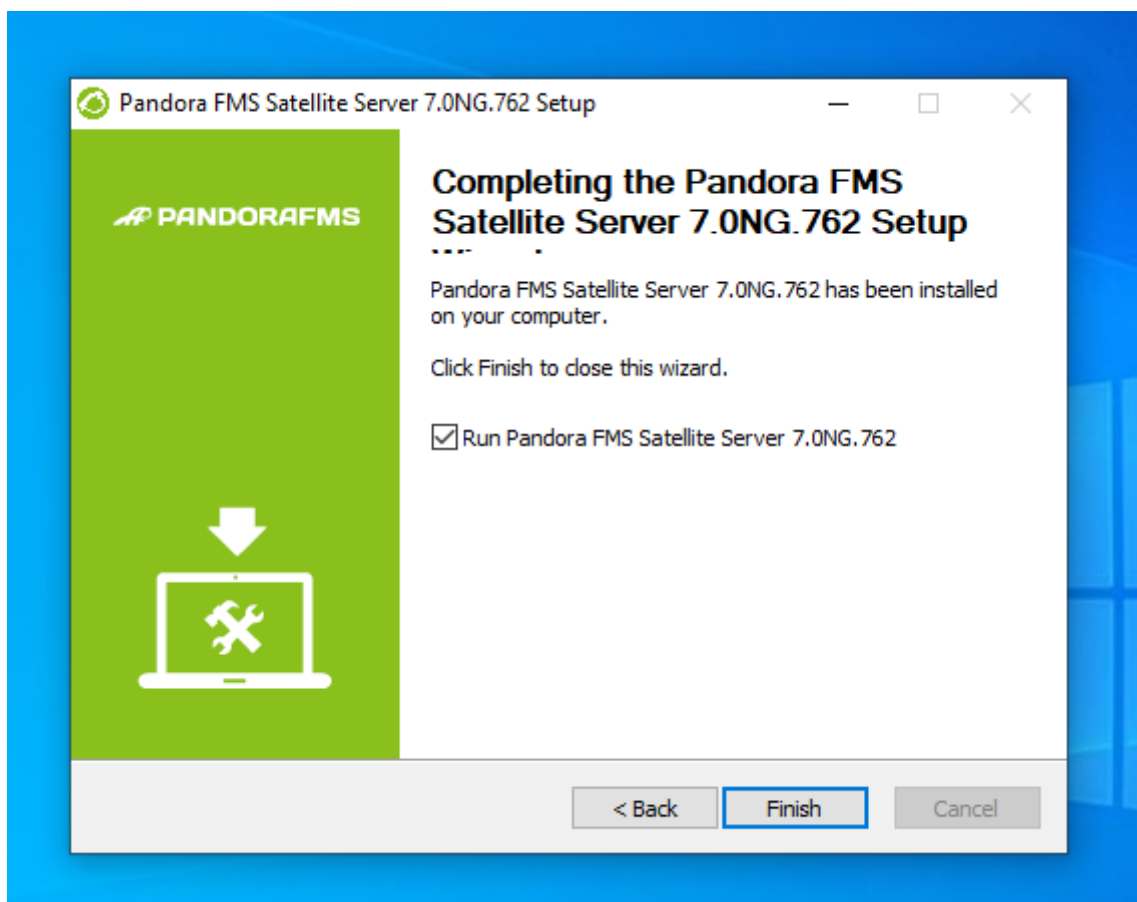 Pandora FMS Satellite Server 7.0NG.762 Setup
PANDORAFMS
Completing the Pandora FMS
Satellite Server 7.0NG.762 Setup
Pandora FMS Satellite Server 7.0NG.762 has been installed
on your computer.
Click Finish to close this wizard.
Run Pandora FMS Satellite Server 7.0NG.762
< Back
Finish
Cancel